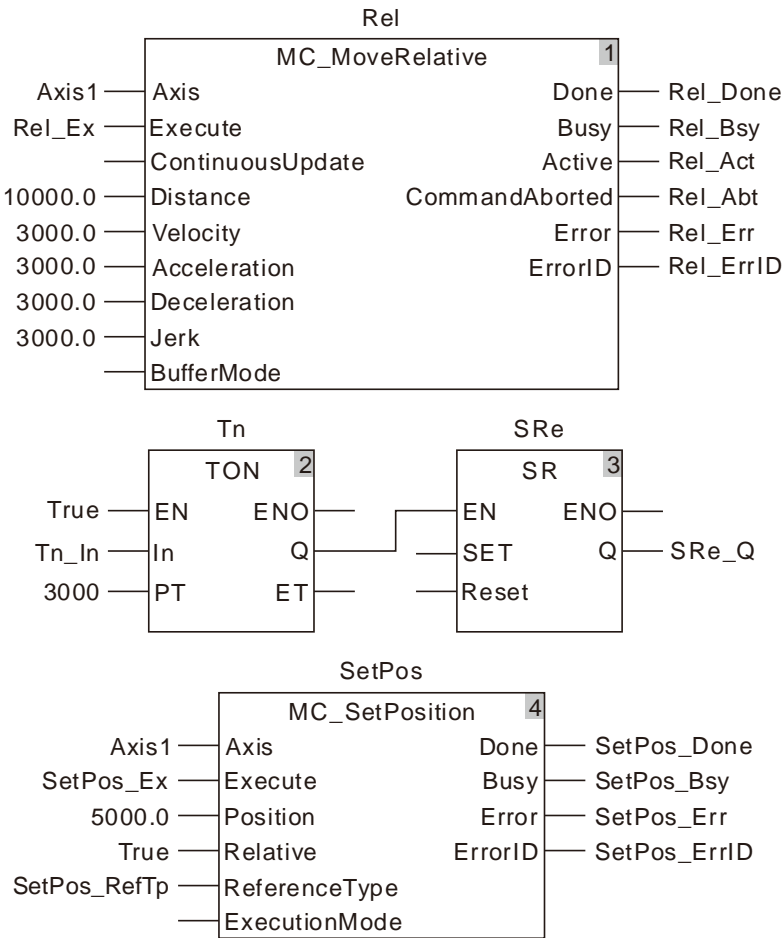 Rel
MC_MoveRelative 1
Axis1 Axis Done Rel_Done
Rel_Ex Execute Busy Rel_Bsy
ContinuousUpdate Active Rel_Act
10000.0 Distance CommandAborted Rel_Abt
3000.0 Velocity Error Rel_Err
3000.0 Acceleration ErrorID Rel_ErrID
3000.0 Deceleration
3000.0 Jerk
BufferMode
Tn SRe
TON 2 SR 3
True EN ENO EN ENO
Tn_In In Q SET Q SRe_Q
3000 PT ET Reset
SetPos
MC_SetPosition 4
Axis1 Axis Done SetPos_Done
SetPos_Ex Execute Busy SetPos_Bsy
5000.0 Position Error SetPos_Err
True Relative ErrorID SetPos_ErrID
SetPos_RefTp ReferenceType
ExecutionMode